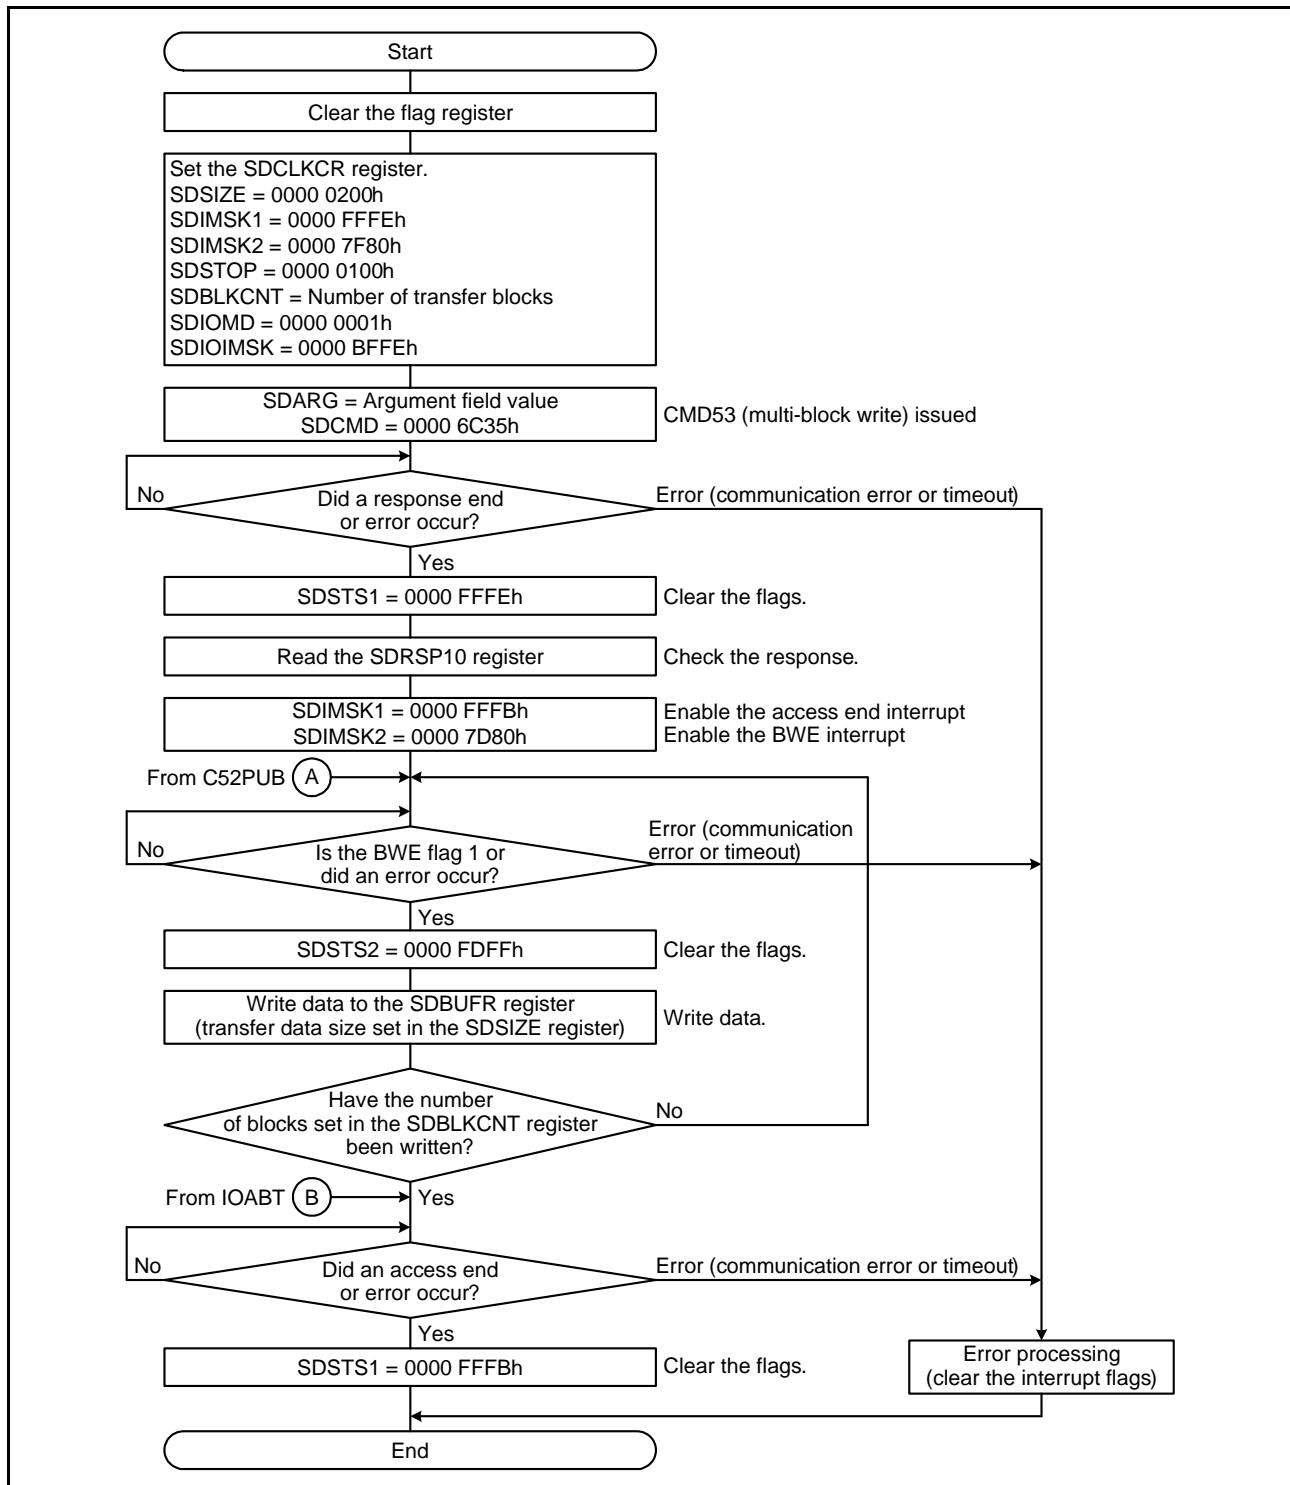 Start
Clear the flag register
Set the SDCLKCR register.
SDSIZE = 0000 0200h
SDIMSK1 = 0000 FFFEh
SDIMSK2 = 0000 7F80h
SDSTOP = 0000 0100h
SDBLKCNT = Number of transfer blocks
SDIOMD = 0000 0001h
SDIOIMSK = 0000 BFFEh
SDARG = Argument field value
SDCMD = 0000 6C35h
CMD53 (multi-block write) issued
No
Did a response end
or error occur?
Error (communication error or timeout)
Yes
SDSTS1 = 0000 FFFEh
Clear the flags.
Read the SDRSP10 register
Check the response.
SDIMSK1 = 0000 FFFBh
SDIMSK2 = 0000 7D80h
Enable the access end interrupt
Enable the BWE interrupt
From C52PUB A
No
Is the BWE flag 1 or
did an error occur?
Error (communication
error or timeout)
Yes
SDSTS2 = 0000 FDFFh
Clear the flags.
Write data to the SDBUFR register
(transfer data size set in the SDSIZE register)
Write data.
Have the number
of blocks set in the SDBLKCNT register
been written?
No
From IOABT B
Yes
No
Did an access end
or error occur?
Error (communication error or timeout)
Yes
SDSTS1 = 0000 FFFBh
Clear the flags.
Error processing
(clear the interrupt flags)
End